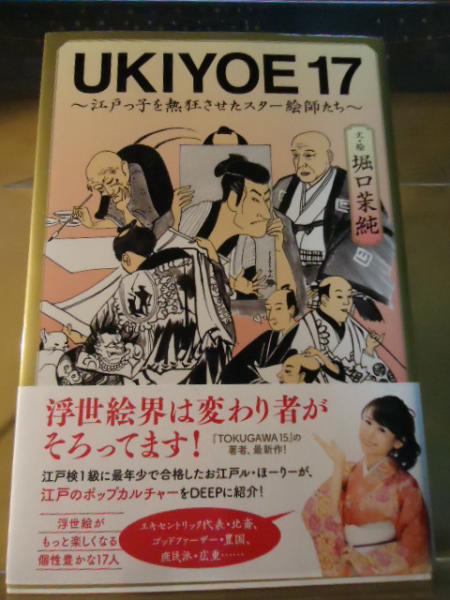 UKIYOE 17
～江戸っ子を熱狂させたスター絵師たち～
文・絵 堀口茉純
浮世絵界は変わり者が
そろってます!
『TOKUGAWA15』の
著者、最新作!
江戸検1級に最年少で合格したお江戸ル・ほーりーが、
江戸のポップカルチャーをDEEPに紹介!
浮世絵が
もっと楽しくなる
個性豊かな17人
エキセントリック代表・北斎、
ゴッドファーザー・豊国、
庶民派・広重……